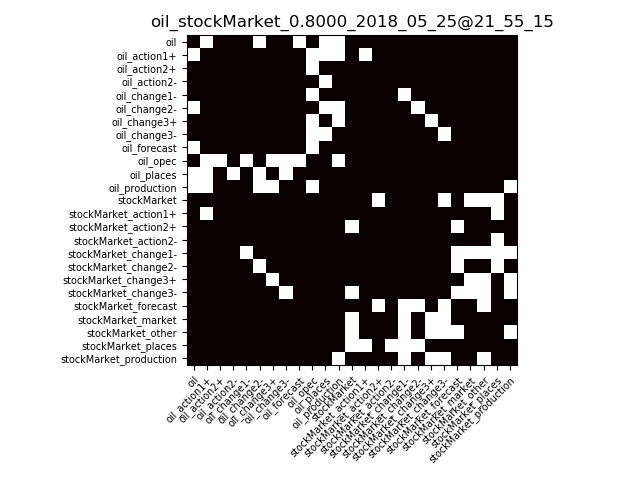 oil_stockMarket_0.8000_2018_05_25@21_55_15
oil
oil_action1+
oil_action2+
oil_action2-
oil_change1-
oil_change2-
oil_change3+
oil_change3-
oil_forecast
oil_opec
oil_places
oil_production
stockMarket
stockMarket_action1+
stockMarket_action2+
stockMarket_action2-
stockMarket_change1-
stockMarket_change2-
stockMarket_change3+
stockMarket_change3-
stockMarket_forecast
stockMarket_market
stockMarket_other
stockMarket_places
stockMarket_production
oil
oil_action1+
oil_action2+
oil_action2-
oil_change1-
oil_change2-
oil_change3+
oil_change3-
oil_forecast
oil_opec
oil_places
oil_production
stockMarket
stockMarket_action1+
stockMarket_action2+
stockMarket_action2-
stockMarket_change1-
stockMarket_change2-
stockMarket_change3+
stockMarket_change3-
stockMarket_forecast
stockMarket_market
stockMarket_other
stockMarket_places
stockMarket_production